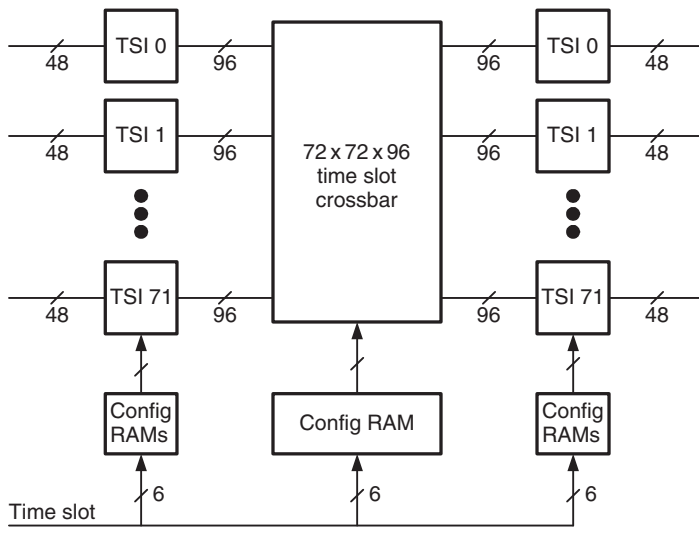 TSI 0
48
96
96
TSI 0
48
TSI 1
48
96
72 x 72 x 96
time slot
crossbar
96
TSI 1
48
TSI 71
48
96
96
TSI 71
48
Config
RAMs
Config RAM
Config
RAMs
6
6
6
Time slot